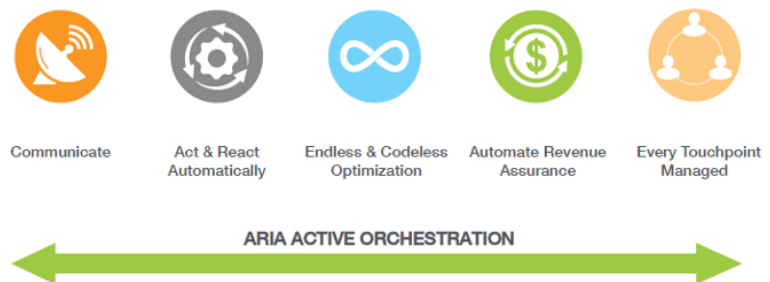 $
Communicate
Act & React
Automatically
Endless & Codeless
Optimization
Automate Revenue
Assurance
Every Touchpoint
Managed
ARIA ACTIVE ORCHESTRATION